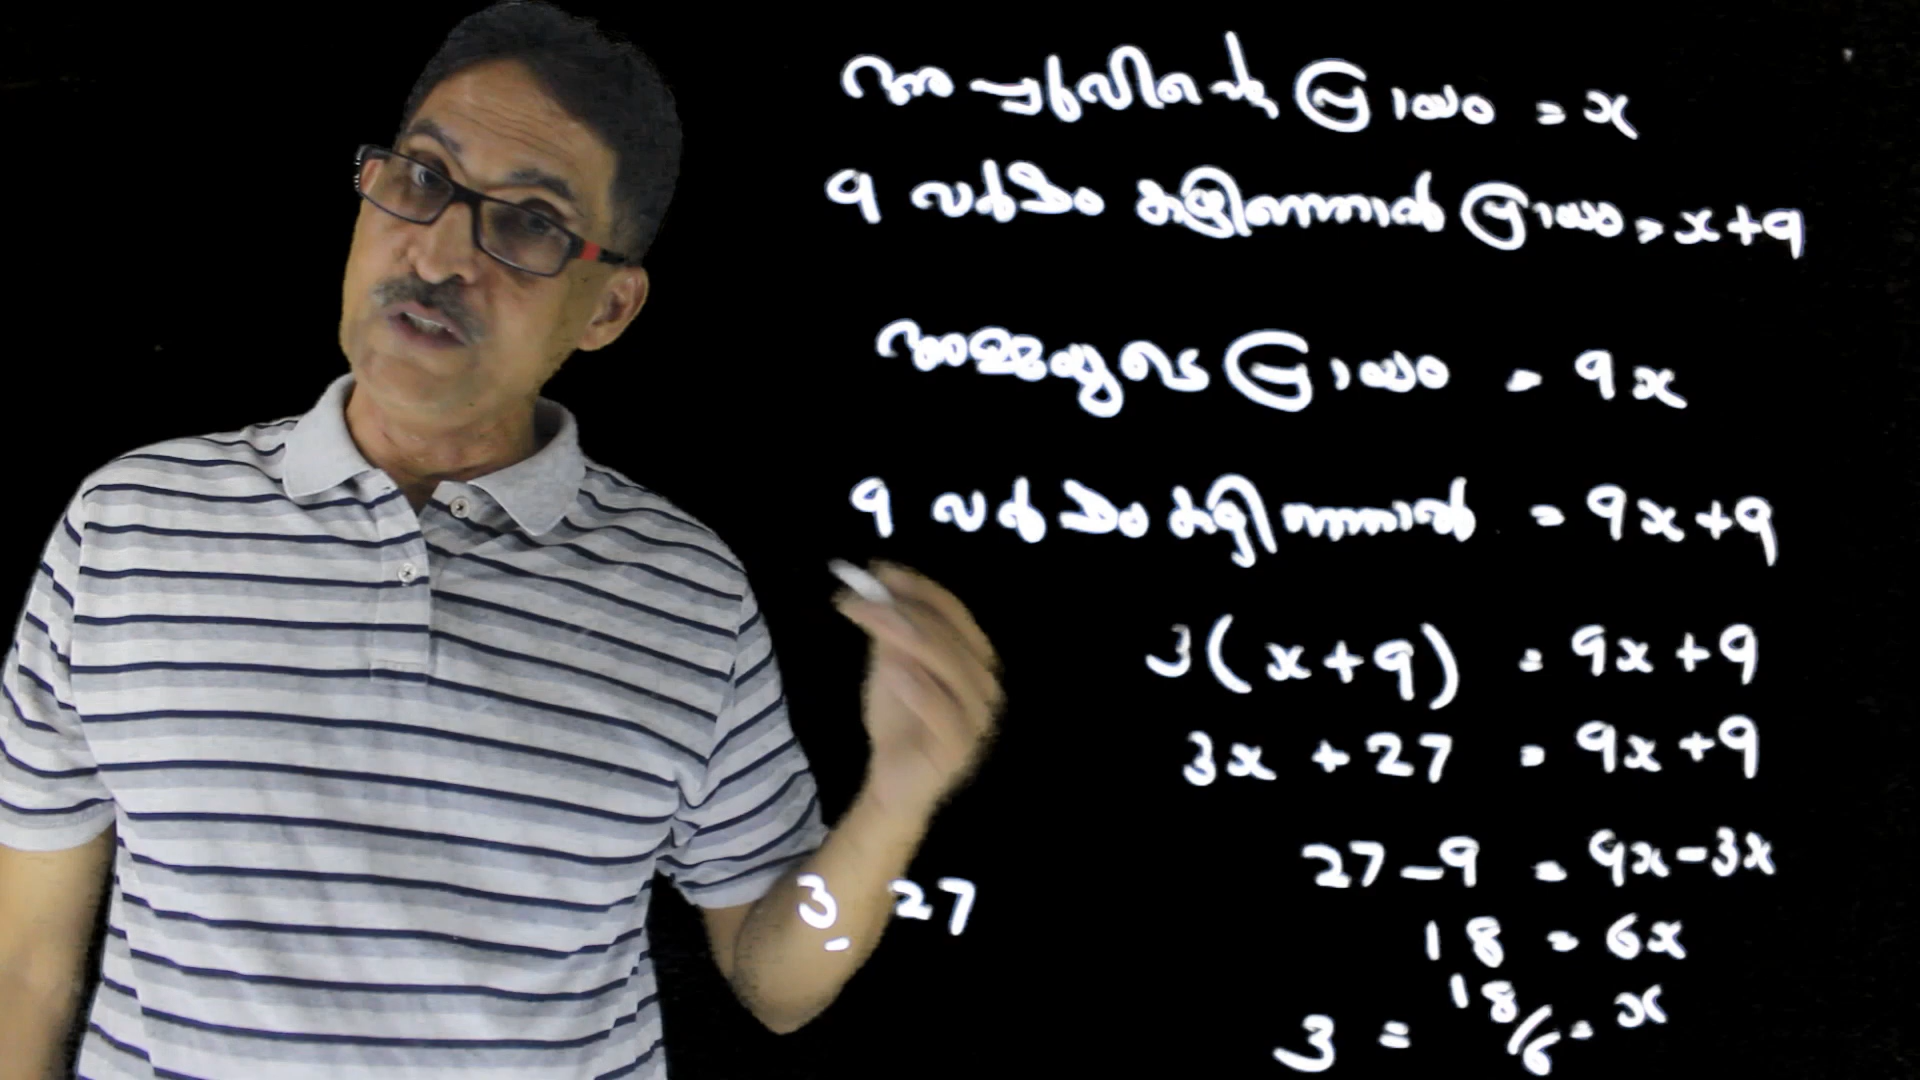 അപ്പുവിന്റെ പ്രായം = x
9 വർഷം കഴിഞ്ഞാൽ പ്രായം = x+9
അമ്മയുടെ പ്രായം = 9x
9 വർഷം കഴിഞ്ഞാൽ = 9x+9
3(x+9) = 9x+9
3x + 27 = 9x+9
27-9 = 9x-3x
18 = 6x
3 = 18/6 = x
3, 27